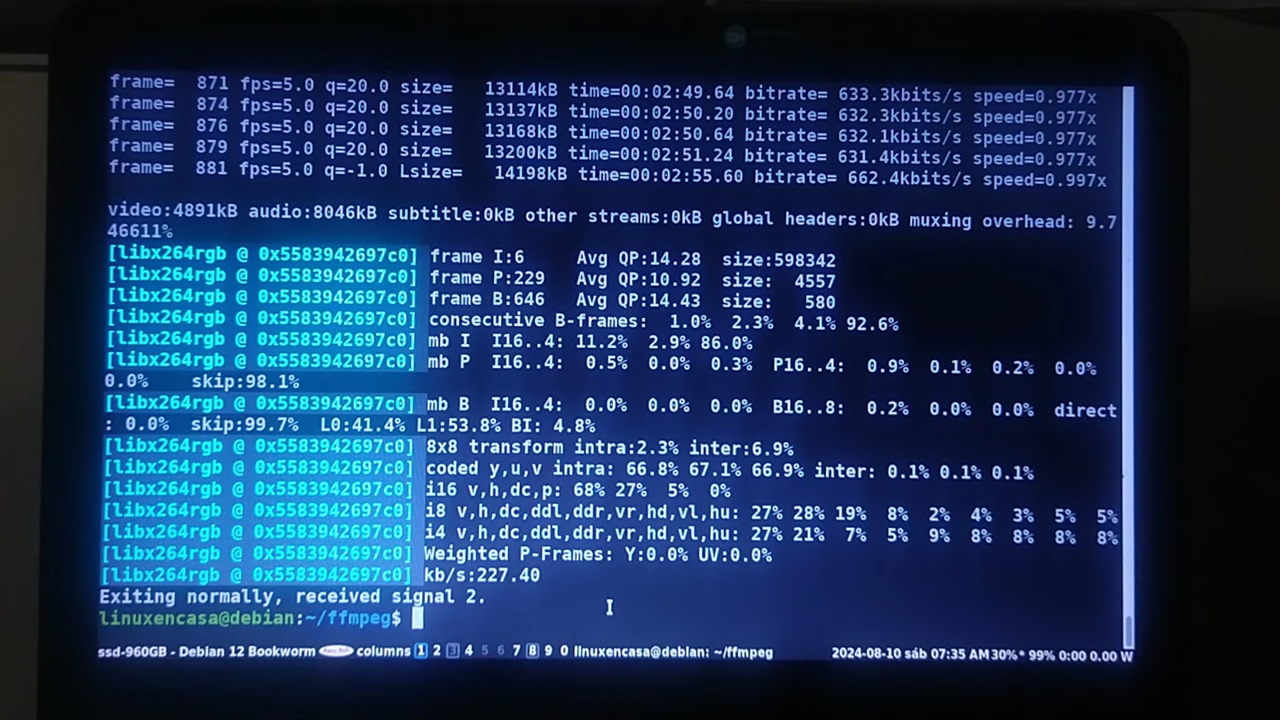 frame=  871 fps=5.0 q=20.0 size=   13114kB time=00:02:49.64 bitrate= 633.3kbits/s speed=0.977x
frame=  874 fps=5.0 q=20.0 size=   13137kB time=00:02:50.20 bitrate= 632.3kbits/s speed=0.977x
frame=  876 fps=5.0 q=20.0 size=   13168kB time=00:02:50.64 bitrate= 632.1kbits/s speed=0.977x
frame=  879 fps=5.0 q=20.0 size=   13200kB time=00:02:51.24 bitrate= 631.4kbits/s speed=0.977x
frame=  881 fps=5.0 q=-1.0 Lsize=   14198kB time=00:02:55.60 bitrate= 662.4kbits/s speed=0.997x
video:4891kB audio:8046kB subtitle:0kB other streams:0kB global headers:0kB muxing overhead: 9.7
46611%
[libx264rgb @ 0x5583942697c0] frame I:6     Avg QP:14.28  size:598342
[libx264rgb @ 0x5583942697c0] frame P:229   Avg QP:10.92  size:  4557
[libx264rgb @ 0x5583942697c0] frame B:646   Avg QP:14.43  size:   580
[libx264rgb @ 0x5583942697c0] consecutive B-frames:  1.0%  2.3%  4.1% 92.6%
[libx264rgb @ 0x5583942697c0] mb I  I16..4: 11.2%  2.9% 86.0%
[libx264rgb @ 0x5583942697c0] mb P  I16..4:  0.5%  0.0%  0.3%  P16..4:  0.9%  0.1%  0.2%  0.0%
0.0%    skip:98.1%
[libx264rgb @ 0x5583942697c0] mb B  I16..4:  0.0%  0.0%  0.0%  B16..8:  0.2%  0.0%  0.0%  direct
: 0.0%  skip:99.7%  L0:41.4% L1:53.8% BI: 4.8%
[libx264rgb @ 0x5583942697c0] 8x8 transform intra:2.3% inter:6.9%
[libx264rgb @ 0x5583942697c0] coded y,u,v intra: 66.8% 67.1% 66.9% inter: 0.1% 0.1% 0.1%
[libx264rgb @ 0x5583942697c0] i16 v,h,dc,p: 68% 27%  5%  0%
[libx264rgb @ 0x5583942697c0] i8 v,h,dc,ddl,ddr,vr,hd,vl,hu: 27% 28% 19%  8%  2%  4%  3%  5%  5%
[libx264rgb @ 0x5583942697c0] i4 v,h,dc,ddl,ddr,vr,hd,vl,hu: 27% 21%  7%  5%  9%  8%  8%  8%  8%
[libx264rgb @ 0x5583942697c0] Weighted P-Frames: Y:0.0% UV:0.0%
[libx264rgb @ 0x5583942697c0] kb/s:227.40
Exiting normally, received signal 2.
linuxencasa@debian:~/ffmpeg$
ssd-960GB - Debian 12 Bookworm columns 1 2 3 4 5 6 7 8 9 0 linuxencasa@debian: ~/ffmpeg 2024-08-10 sáb 07:35 AM 30%* 99% 0:00 0.00 W